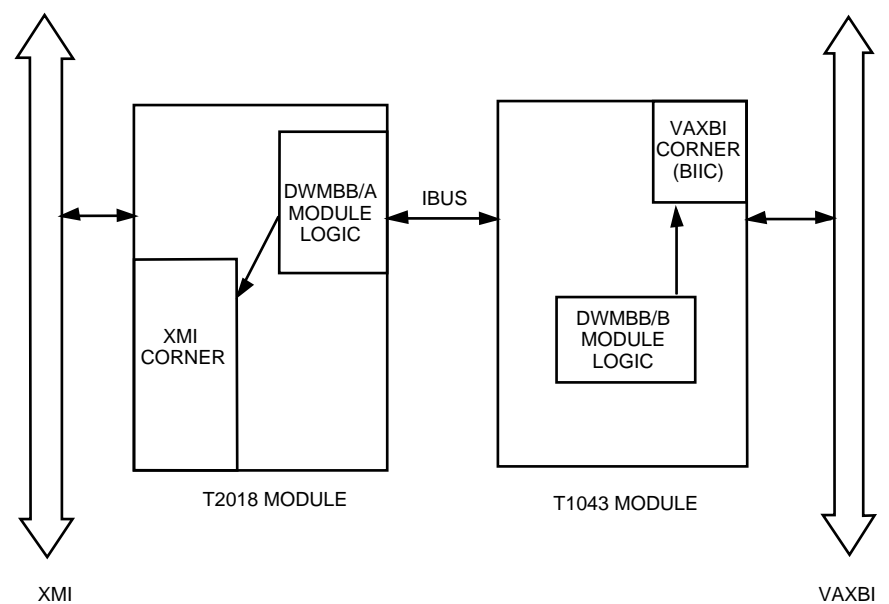 VAXBI
CORNER
(BIIC)
DWMBB/A
MODULE
LOGIC
IBUS
XMI
CORNER
DWMBB/B
MODULE
LOGIC
T2018 MODULE
T1043 MODULE
XMI
VAXBI